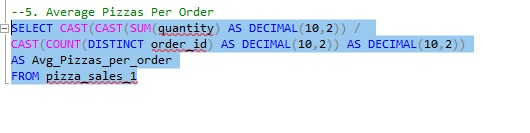 --5. Average Pizzas Per Order
SELECT CAST(CAST(SUM(quantity) AS DECIMAL(10,2)) /
CAST(COUNT(DISTINCT order_id) AS DECIMAL(10,2)) AS DECIMAL(10,2))
AS Avg_Pizzas_per_order
FROM pizza_sales_1